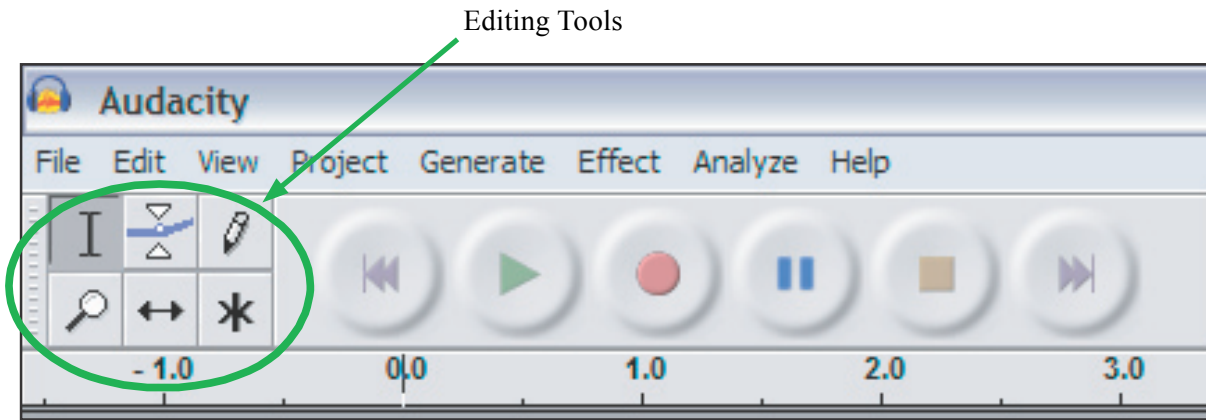 Editing Tools
Audacity
File Edit View Project Generate Effect Analyze Help
- 1.0 0.0 1.0 2.0 3.0